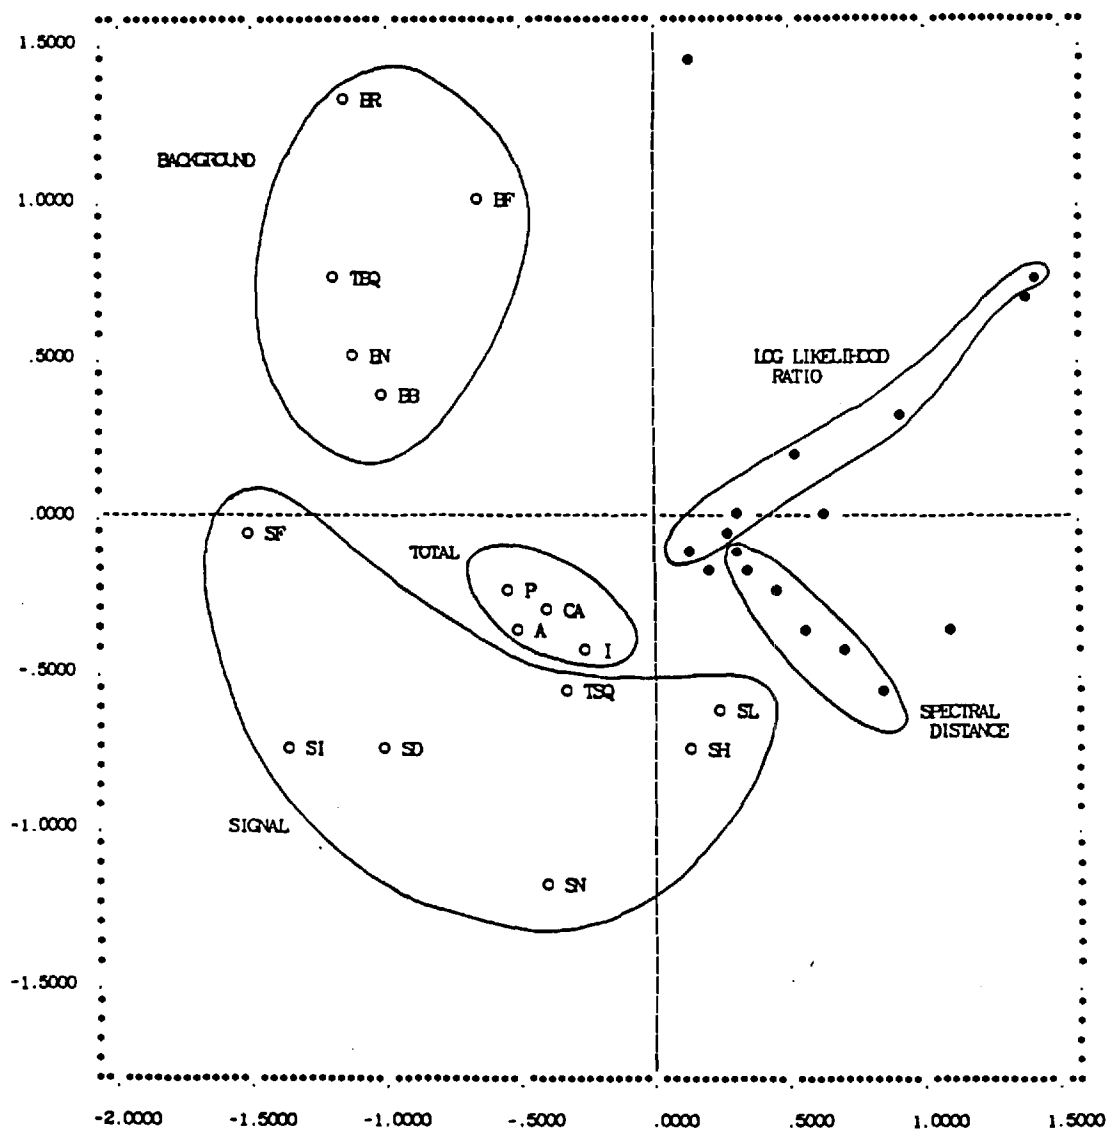 1.5000
BR
BACKGROUND
1.0000
BF
TBQ
.5000
BN
LOG LIKELIHOOD
RATIO
BB
.0000
SF
TOTAL
P
CA
A
I
-.5000
TSQ
SL
SPECTRAL
DISTANCE
SI
SD
SH
-1.0000
SIGNAL
SN
-1.5000
-2.0000 -1.5000 -1.0000 -.5000 .0000 .5000 1.0000 1.5000